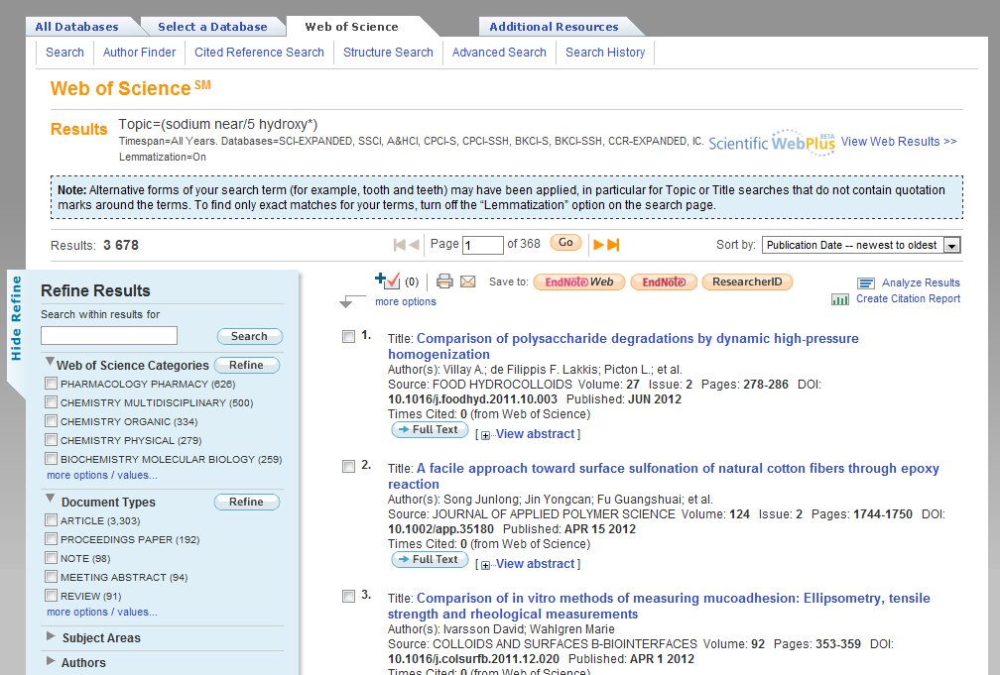 All Databases Select a Database Web of Science Additional Resources
Search Author Finder Cited Reference Search Structure Search Advanced Search Search History
Web of Science SM
Results Topic=(sodium near/5 hydroxy*)
Timespan=All Years. Databases=SCI-EXPANDED, SSCI, A&HCI, CPCI-S, CPCI-SSH, BKCI-S, BKCI-SSH, CCR-EXPANDED, IC.
Lemmatization=On
Scientific WebPlus BETA View Web Results >>
Note: Alternative forms of your search term (for example, tooth and teeth) may have been applied, in particular for Topic or Title searches that do not contain quotation
marks around the terms. To find only exact matches for your terms, turn off the “Lemmatization” option on the search page.
Results: 3 678 Page 1 of 368 Go Sort by: Publication Date -- newest to oldest
Hide Refine
Refine Results
Search within results for
Search
Web of Science Categories Refine
PHARMACOLOGY PHARMACY (626)
CHEMISTRY MULTIDISCIPLINARY (500)
CHEMISTRY ORGANIC (334)
CHEMISTRY PHYSICAL (279)
BIOCHEMISTRY MOLECULAR BIOLOGY (259)
more options / values...
Document Types Refine
ARTICLE (3,303)
PROCEEDINGS PAPER (192)
NOTE (98)
MEETING ABSTRACT (94)
REVIEW (91)
more options / values...
Subject Areas
Authors
(0) Save to: EndNote Web EndNote ResearcherID
more options
Analyze Results
Create Citation Report
1. Title: Comparison of polysaccharide degradations by dynamic high-pressure
homogenization
Author(s): Villay A.; de Filippis F. Lakkis; Picton L.; et al.
Source: FOOD HYDROCOLLOIDS Volume: 27 Issue: 2 Pages: 278-286 DOI:
10.1016/j.foodhyd.2011.10.003 Published: JUN 2012
Times Cited: 0 (from Web of Science)
Full Text [ View abstract ]
2. Title: A facile approach toward surface sulfonation of natural cotton fibers through epoxy
reaction
Author(s): Song Junlong; Jin Yongcan; Fu Guangshuai; et al.
Source: JOURNAL OF APPLIED POLYMER SCIENCE Volume: 124 Issue: 2 Pages: 1744-1750 DOI:
10.1002/app.35180 Published: APR 15 2012
Times Cited: 0 (from Web of Science)
Full Text [ View abstract ]
3. Title: Comparison of in vitro methods of measuring mucoadhesion: Ellipsometry, tensile
strength and rheological measurements
Author(s): Ivarsson David; Wahlgren Marie
Source: COLLOIDS AND SURFACES B-BIOINTERFACES Volume: 92 Pages: 353-359 DOI:
10.1016/j.colsurfb.2011.12.020 Published: APR 1 2012
Times Cited: 0 (from Web of Science)